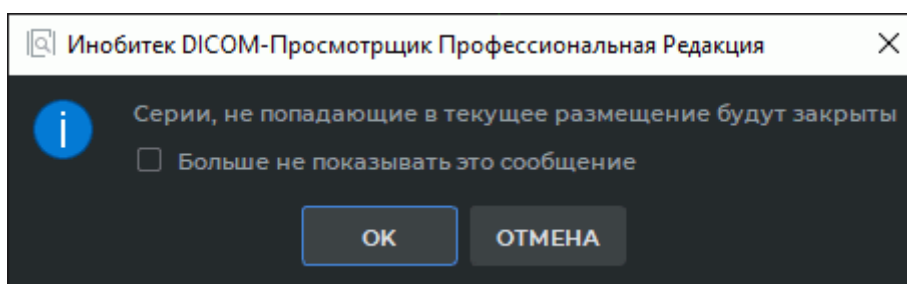 Инобитек DICOM-Просмотрщик Профессиональная Редакция
Серии, не попадающие в текущее размещение будут закрыты
Больше не показывать это сообщение
ОК ОТМЕНА